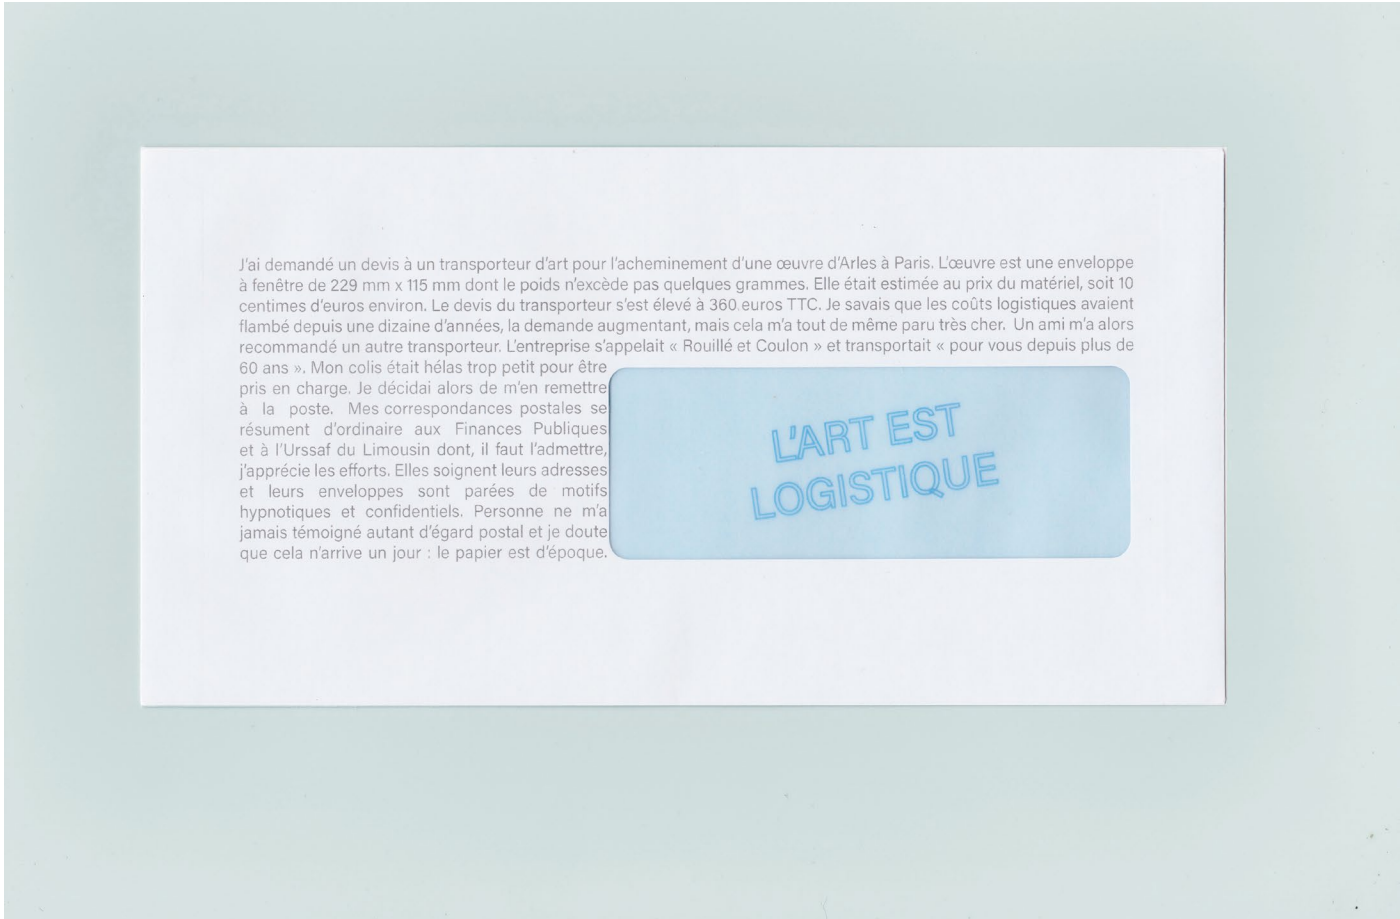 J'ai demandé un devis à un transporteur d'art pour l'acheminement d'une œuvre d'Arles à Paris. L'œuvre est une enveloppe
à fenêtre de 229 mm x 115 mm dont le poids n'excède pas quelques grammes. Elle était estimée au prix du matériel, soit 10
centimes d'euros environ. Le devis du transporteur s'est élevé à 360 euros TTC. Je savais que les coûts logistiques avaient
flambé depuis une dizaine d'années, la demande augmentant, mais cela m'a tout de même paru très cher. Un ami m'a alors
recommandé un autre transporteur. L'entreprise s'appelait « Rouillé et Coulon » et transportait « pour vous depuis plus de
60 ans ». Mon colis était hélas trop petit pour être
pris en charge. Je décidai alors de m'en remettre
à la poste. Mes correspondances postales se
résument d'ordinaire aux Finances Publiques
et à l'Urssaf du Limousin dont, il faut l'admettre,
j'apprécie les efforts. Elles soignent leurs adresses
et leurs enveloppes sont parées de motifs
hypnotiques et confidentiels. Personne ne m'a
jamais témoigné autant d'égard postal et je doute
que cela n'arrive un jour : le papier est d'époque.
L'ART EST
LOGISTIQUE